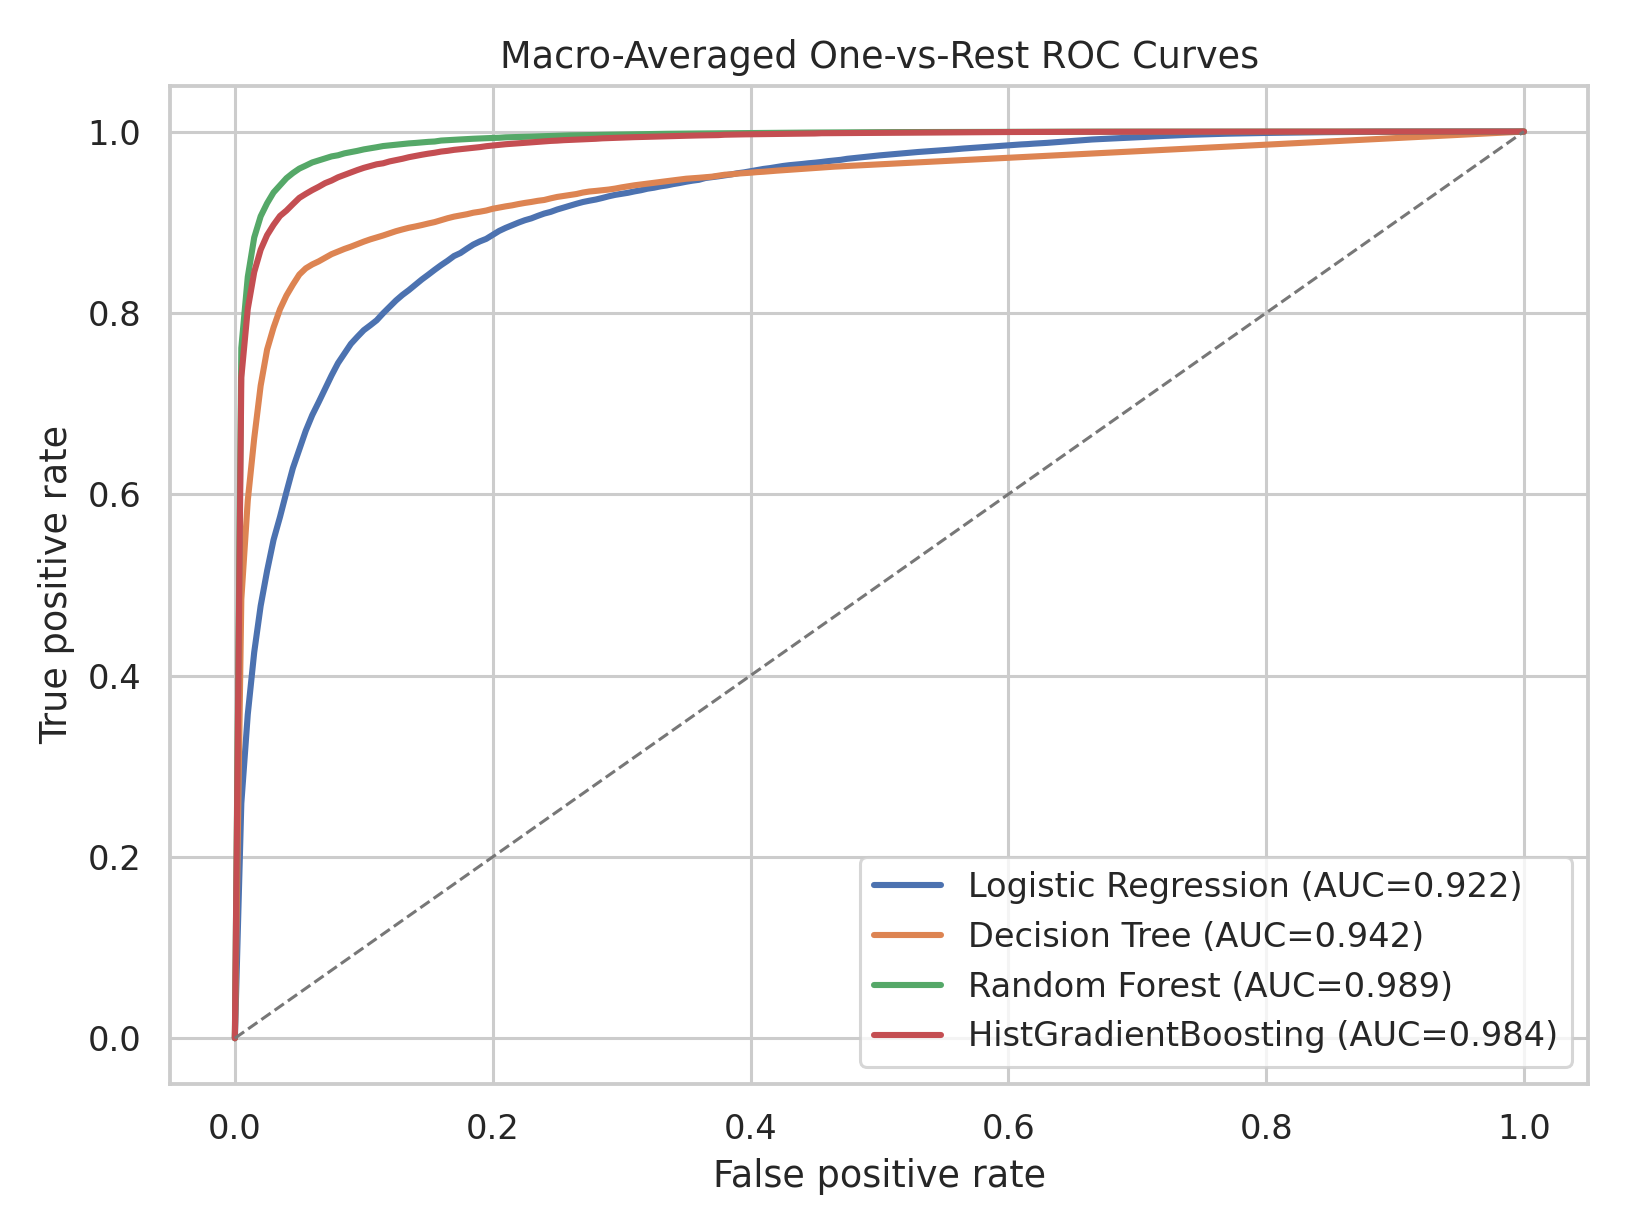 Macro-Averaged One-vs-Rest ROC Curves
True positive rate
1.0
0.8
0.6
0.4
0.2
0.0
0.0 0.2 0.4 0.6 0.8 1.0
False positive rate
Logistic Regression (AUC=0.922)
Decision Tree (AUC=0.942)
Random Forest (AUC=0.989)
HistGradientBoosting (AUC=0.984)